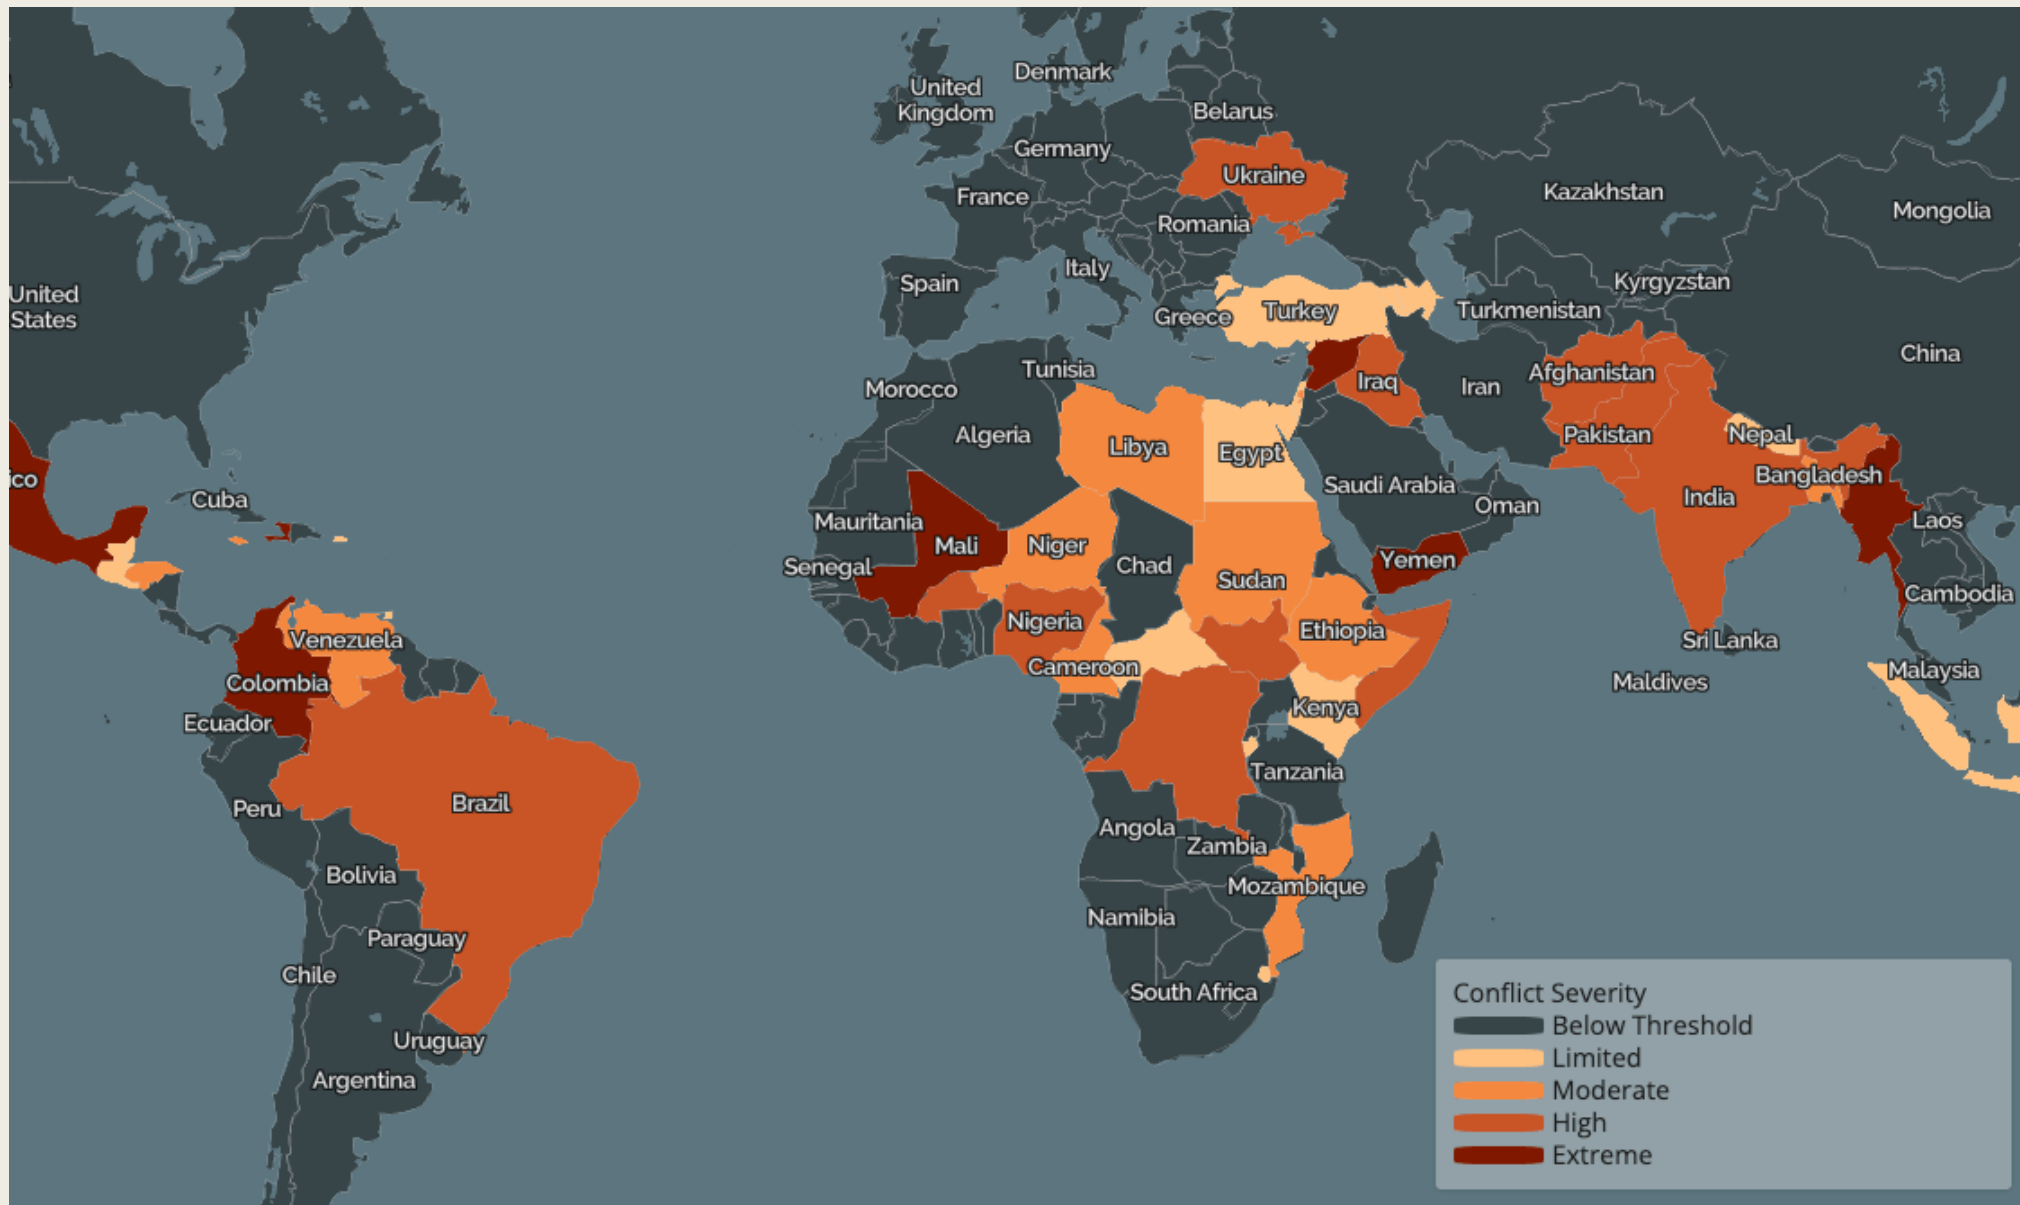 Denmark
United
Kingdom
Belarus
Germany
Ukraine
France
Kazakhstan
Mongolia
Romania
Italy
Spain
Kyrgyzstan
United
States
Greece
Turkey
Turkmenistan
China
Tunisia
Morocco
Iraq
Afghanistan
Iran
Algeria
Libya
Egypt
Pakistan
Nepal
Bangladesh
ico
Cuba
Saudi Arabia
Oman
India
Mauritania
Mali
Niger
Laos
Senegal
Chad
Sudan
Yemen
Cambodia
Venezuela
Nigeria
Ethiopia
Sri Lanka
Cameroon
Colombia
Maldives
Malaysia
Ecuador
Kenya
Tanzania
Peru
Brazil
Angola
Zambia
Bolivia
Mozambique
Namibia
Paraguay
Chile
South Africa
Uruguay
Argentina
Conflict Severity
Below Threshold
Limited
Moderate
High
Extreme